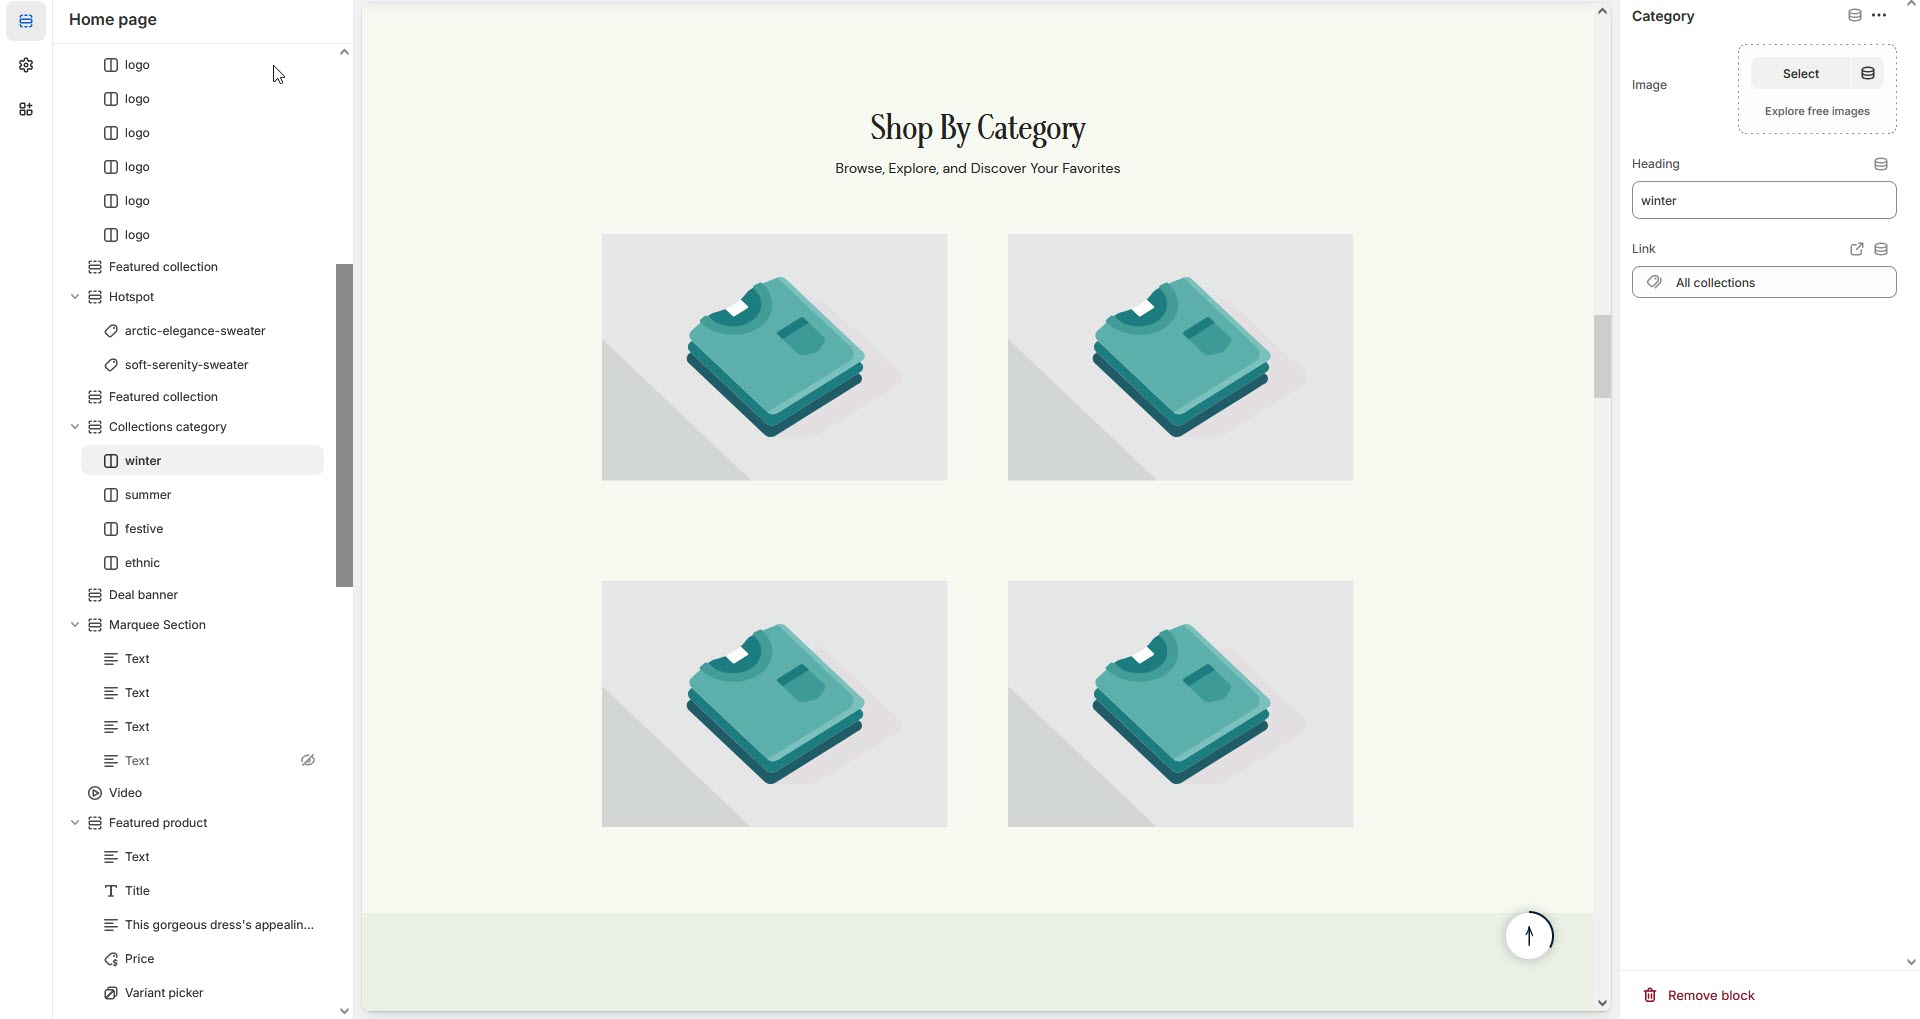 Home page
logo
logo
logo
logo
logo
logo
Featured collection
Hotspot
arctic-elegance-sweater
soft-serenity-sweater
Featured collection
Collections category
winter
summer
festive
ethnic
Deal banner
Marquee Section
Text
Text
Text
Text
Video
Featured product
Text
Title
This gorgeous dress's appealin...
Price
Variant picker
Shop By Category
Browse, Explore, and Discover Your Favorites
Category
Image
Select
Explore free images
Heading
winter
Link
All collections
Remove block